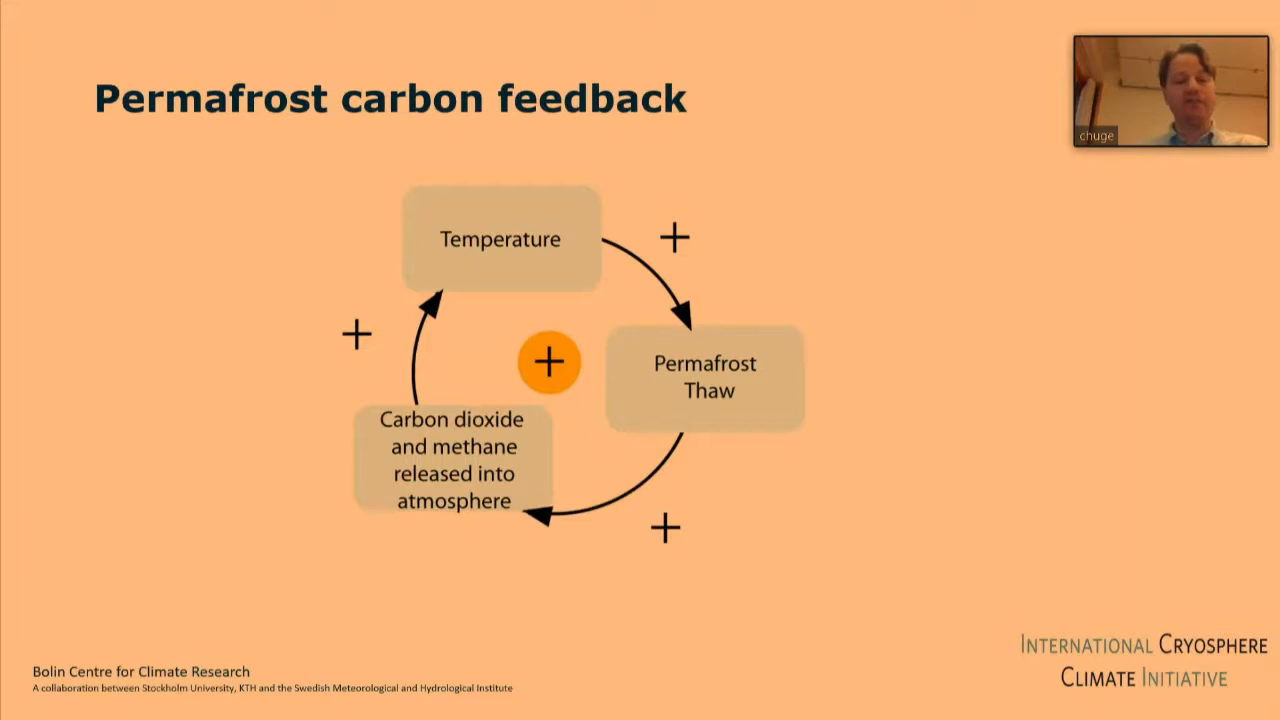 Permafrost carbon feedback
chuge
Temperature
+
+
+
Permafrost
Thaw
Carbon dioxide
and methane
released into
atmosphere
+
Bolin Centre for Climate Research
A collaboration between Stockholm University, KTH and the Swedish Meteorological and Hydrological Institute
INTERNATIONAL CRYOSPHERE
CLIMATE INITIATIVE